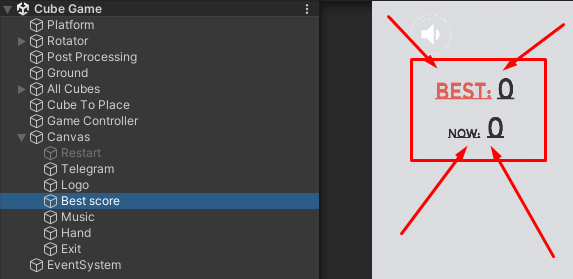 Cube Game
Platform
Rotator
Post Processing
Ground
All Cubes
Cube To Place
Game Controller
Canvas
Restart
Telegram
Logo
Best score
Music
Hand
Exit
EventSystem
BEST: 0
NOW: 0